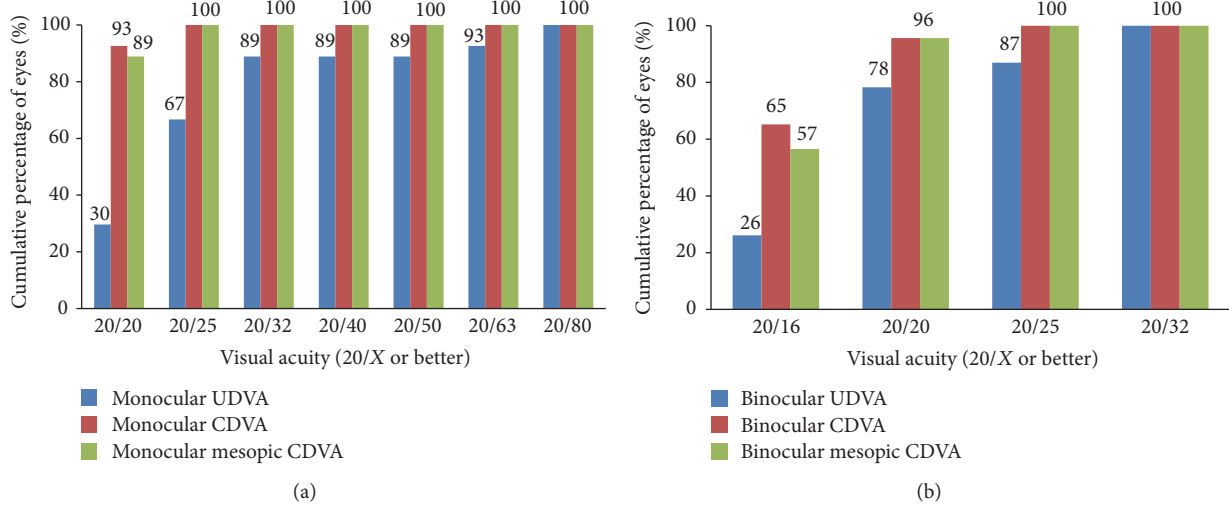 Cumulative percentage of eyes (%)
100
80
60
40
20
0
30
93
89
67
100
89
100
89
100
89
100
93
100
100
20/20 20/25 20/32 20/40 20/50 20/63 20/80
Visual acuity (20/X or better)
Monocular UDVA
Monocular CDVA
Monocular mesopic CDVA
(a)
Cumulative percentage of eyes (%)
100
80
60
40
20
0
26
65
57
78
96
87
100
100
20/16 20/20 20/25 20/32
Visual acuity (20/X or better)
Binocular UDVA
Binocular CDVA
Binocular mesopic CDVA
(b)